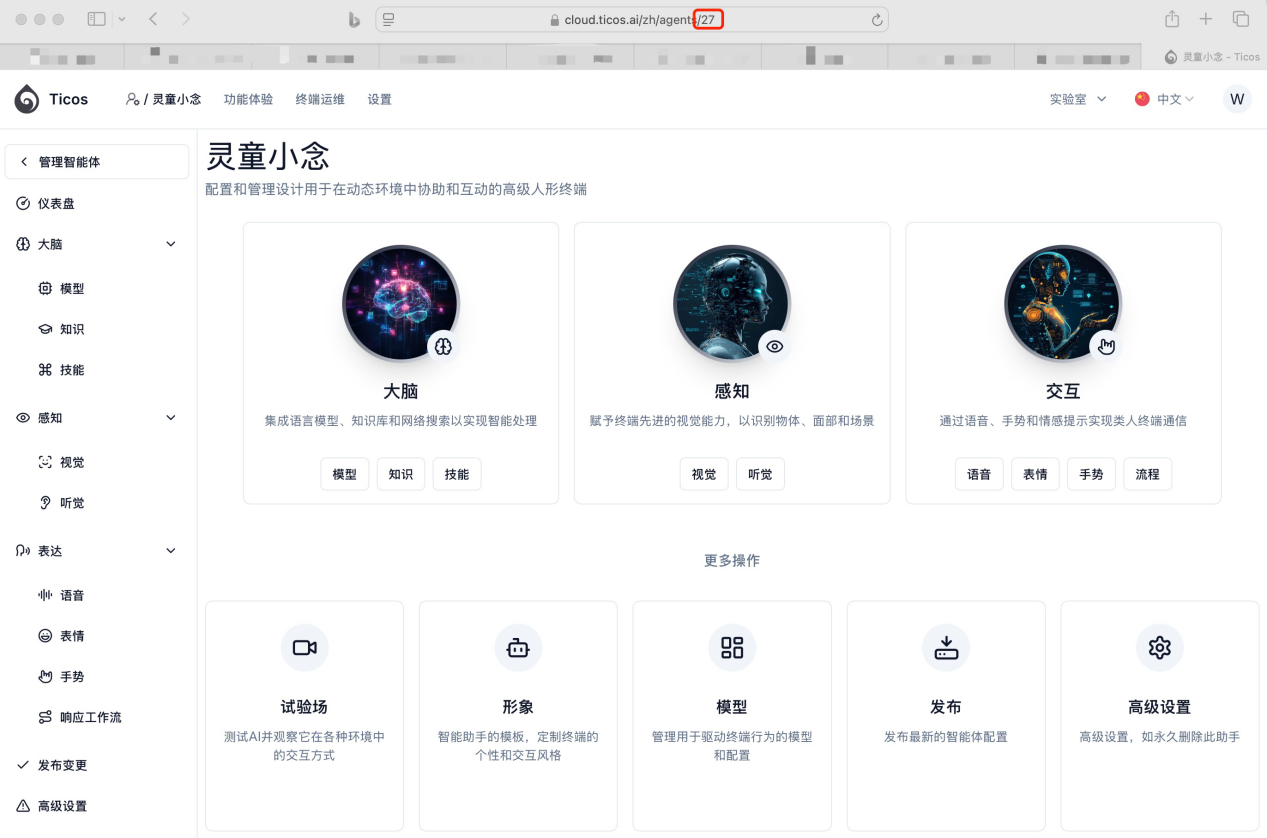 cloud.ticos.ai/zh/agents/27
灵童小念 - Ticos
Ticos
/ 灵童小念
功能体验
终端运维
设置
实验室
中文
W
管理智能体
仪表盘
大脑
模型
知识
技能
感知
视觉
听觉
表达
语音
表情
手势
响应工作流
发布变更
高级设置
灵童小念
配置和管理设计用于在动态环境中协助和互动的高级人形终端
大脑
集成语言模型、知识库和网络搜索以实现智能处理
模型
知识
技能
感知
赋予终端先进的视觉能力，以识别物体、面部和场景
视觉
听觉
交互
通过语音、手势和情感提示实现类人终端通信
语音
表情
手势
流程
更多操作
试验场
测试AI并观察它在各种环境中
的交互方式
形象
智能助手的模板，定制终端的
个性和交互风格
模型
管理用于驱动终端行为的模型
和配置
发布
发布最新的智能体配置
高级设置
高级设置，如永久删除此助手